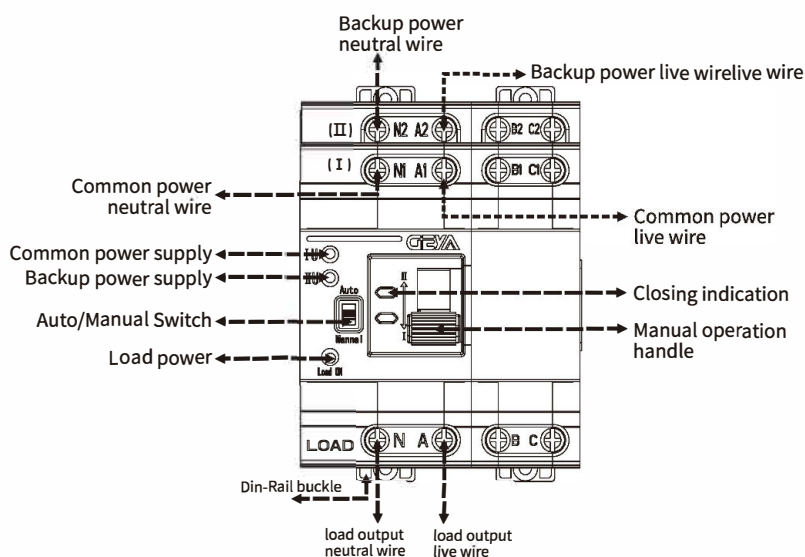 Backup power
neutral wire
Backup power live wirelive wire
(II) N2 A2 B2 C2
(I) N1 A1 B1 C1
Common power
neutral wire
Common power
live wire
GEYA
Common power supply
I U
Backup power supply
II U
Auto
II
Closing indication
Auto/Manual Switch
I
Manual operation
handle
Mannal
Load power
Load ON
LOAD N A B C
Din-Rail buckle
load output
neutral wire
load output
live wire